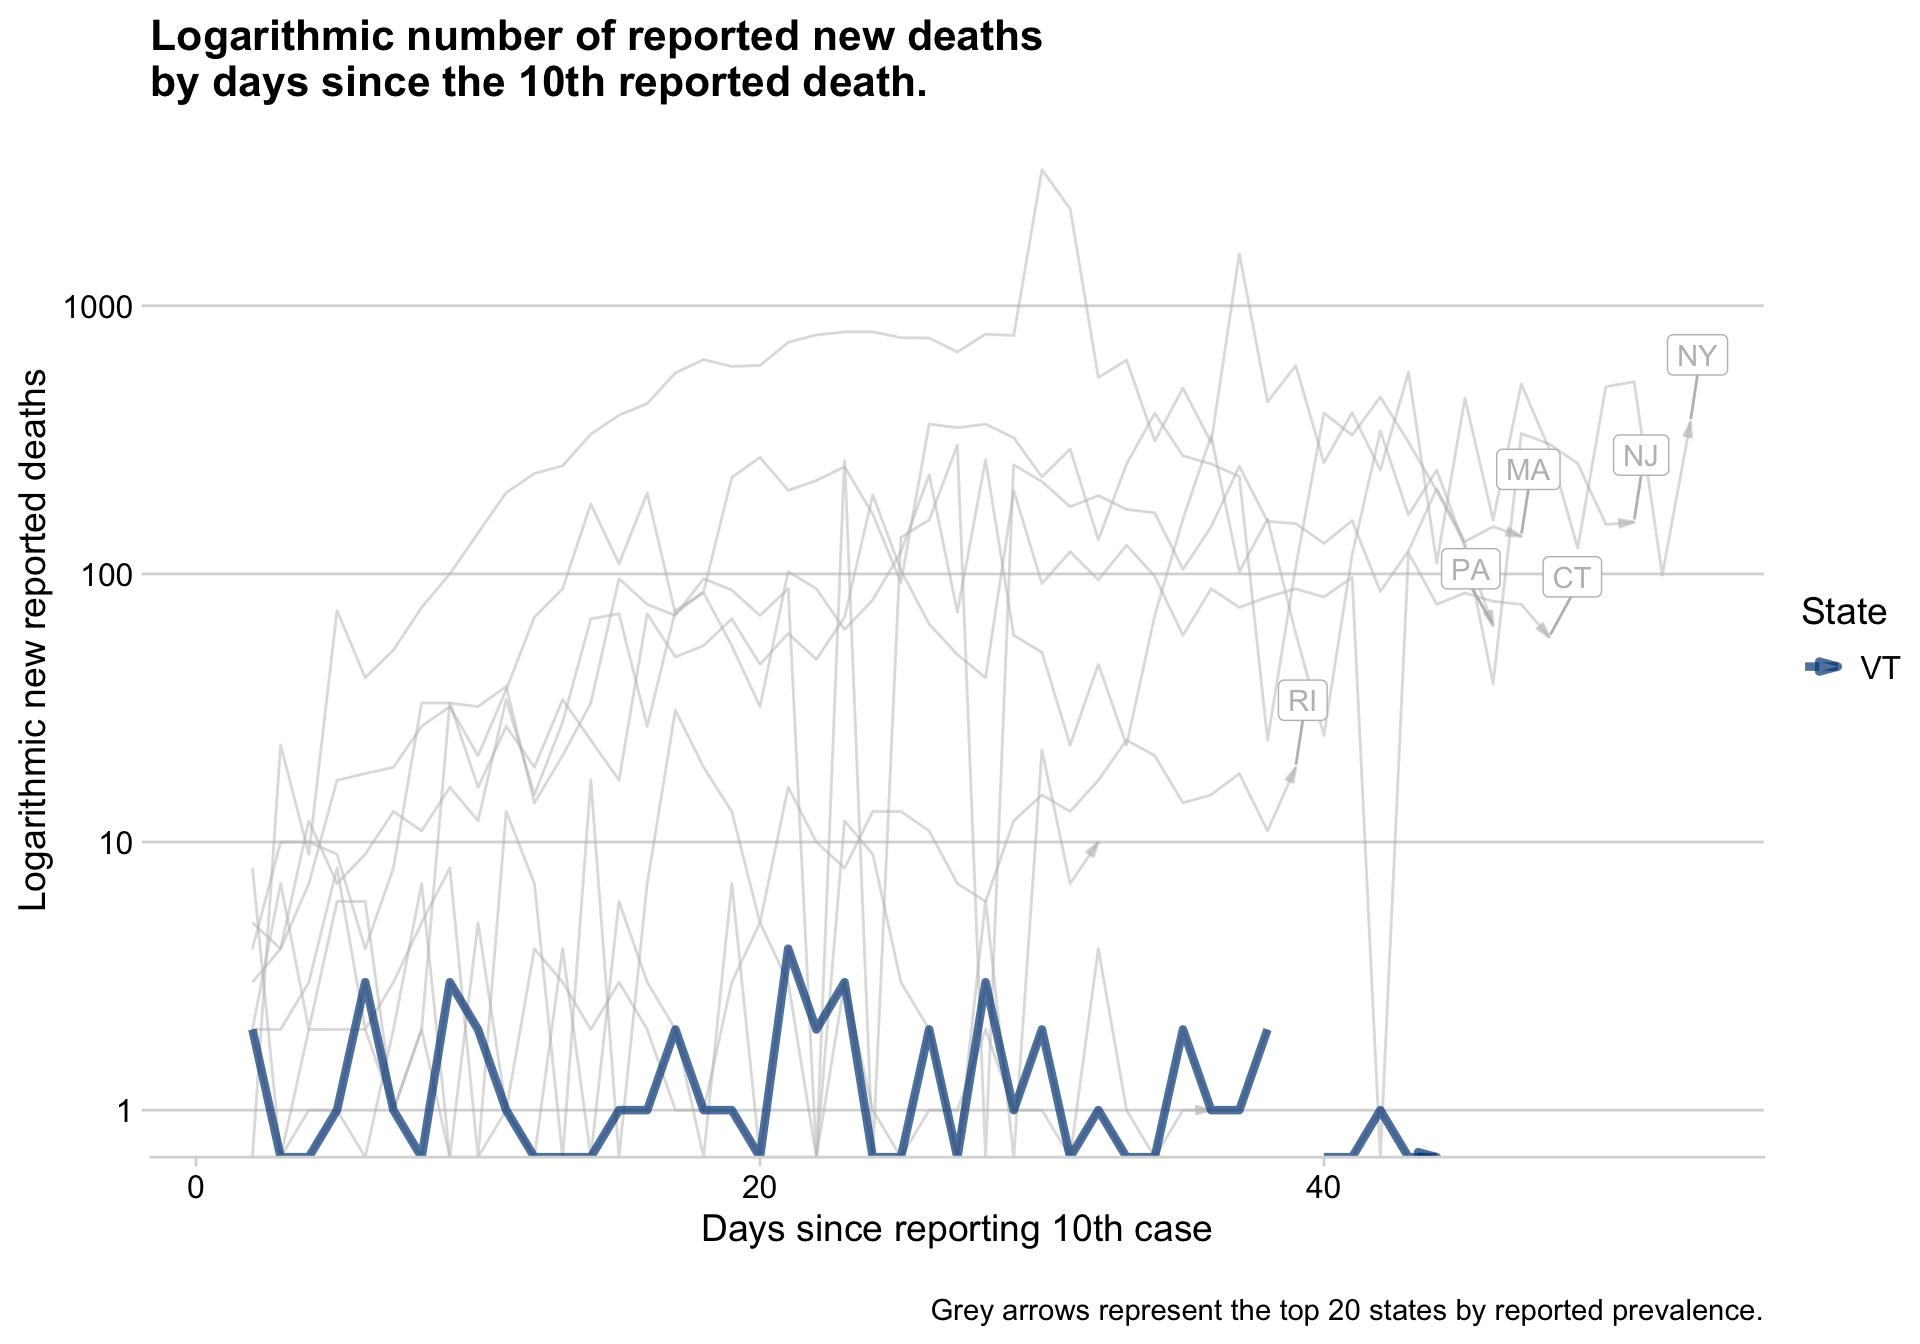 Logarithmic number of reported new deaths
by days since the 10th reported death.
Logarithmic new reported deaths
1000
100
10
1
NY
NJ
MA
PA
CT
RI
State
VT
0
20
40
Days since reporting 10th case
Grey arrows represent the top 20 states by reported prevalence.